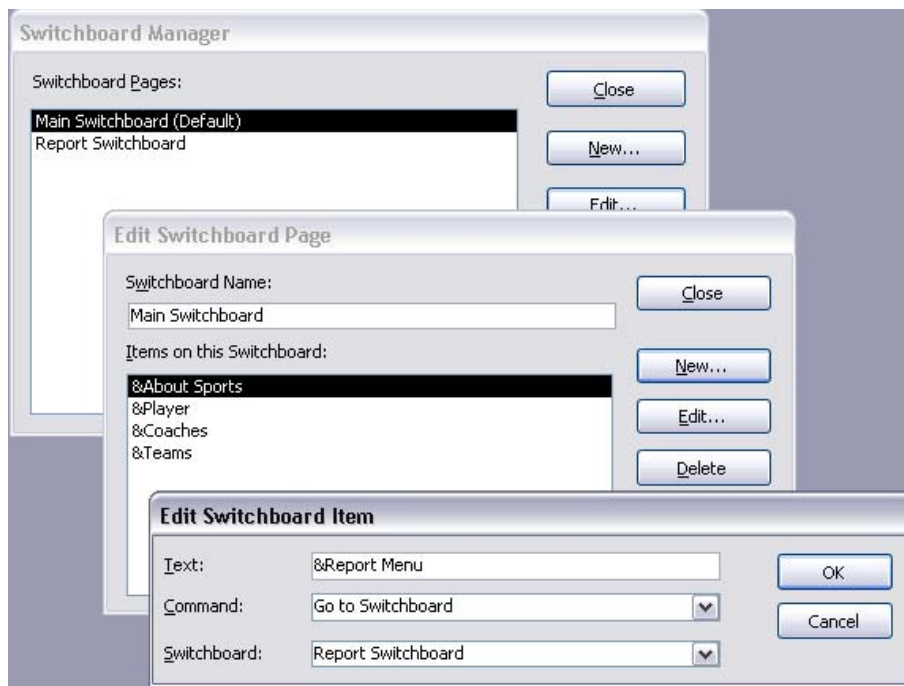 Switchboard Manager
Switchboard Pages:
Close
Main Switchboard (Default)
Report Switchboard
New...
Edit...
Edit Switchboard Page
Switchboard Name:
Close
Main Switchboard
Items on this Switchboard:
New...
&About Sports
&Player
Edit...
&Coaches
&Teams
Delete
Edit Switchboard Item
Text:
&Report Menu
OK
Command:
Go to Switchboard
Cancel
Switchboard:
Report Switchboard